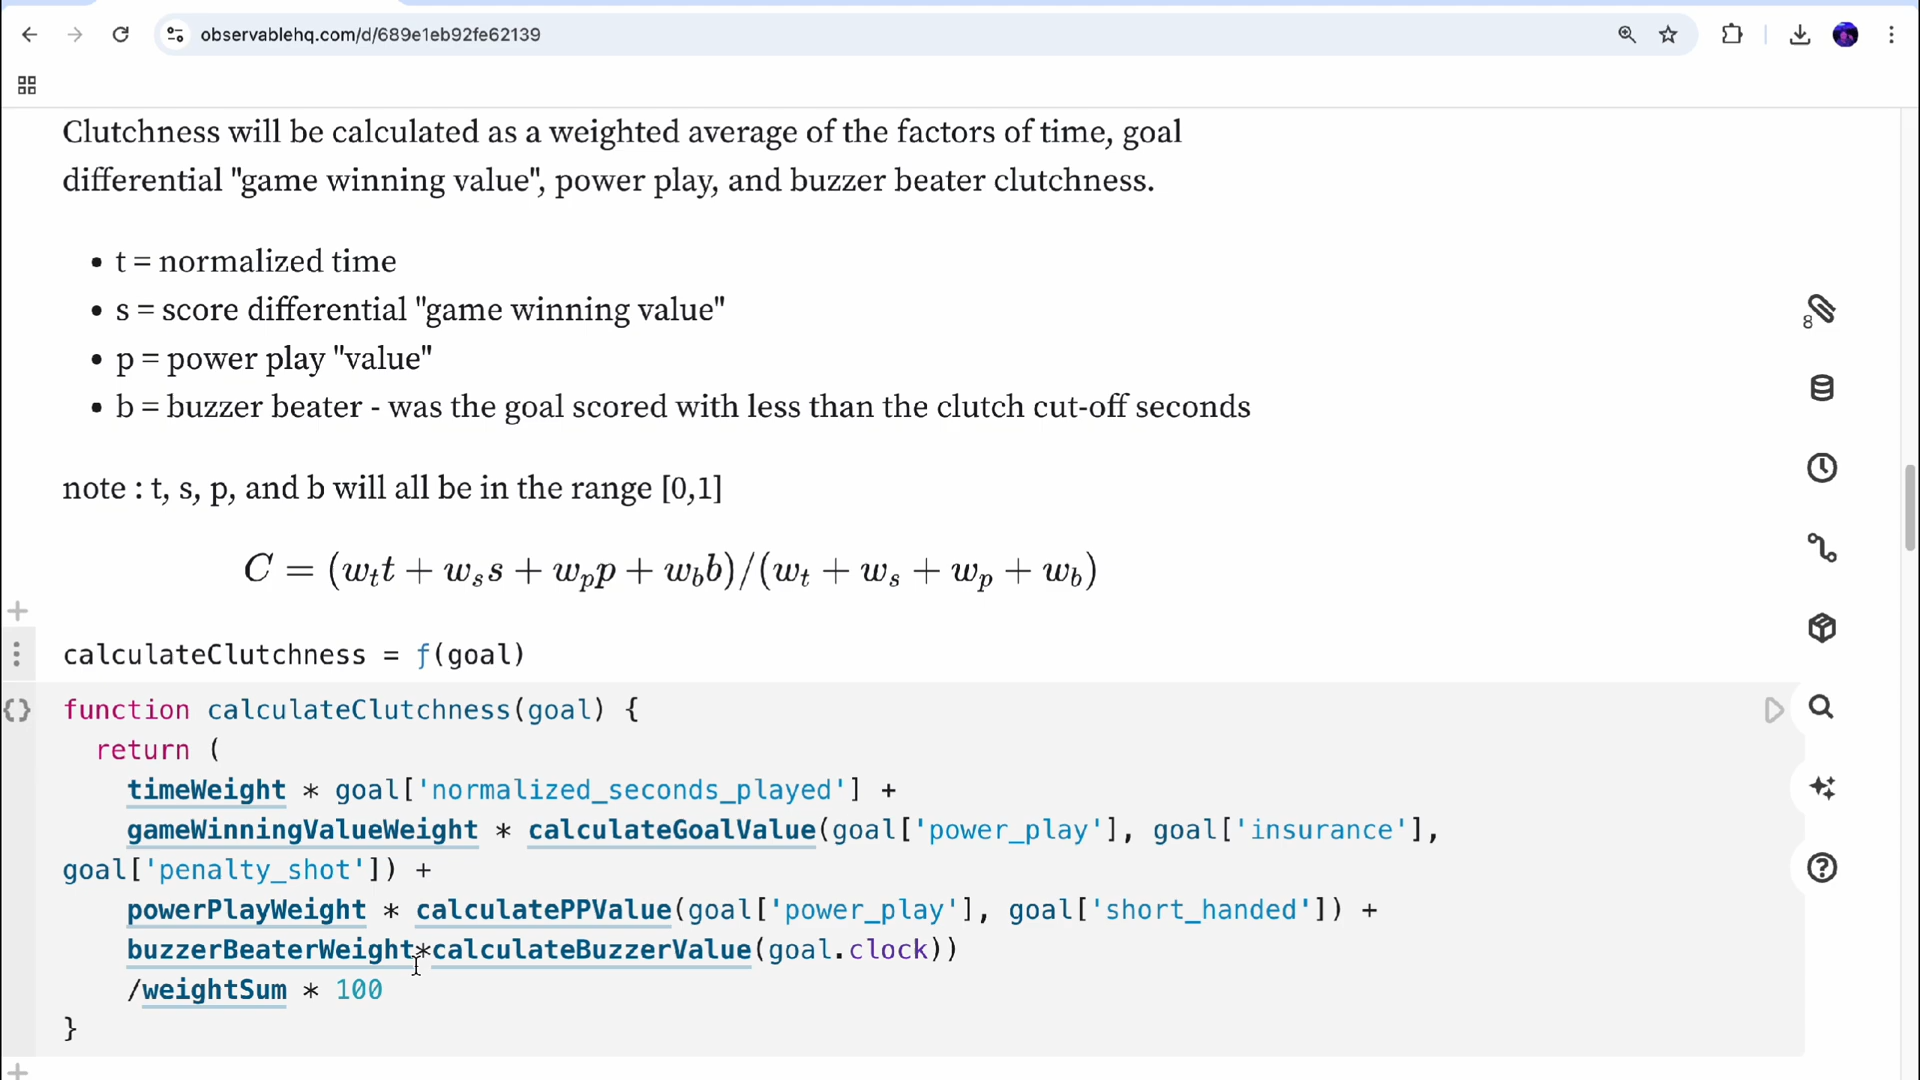 observablehq.com/d/689e1eb92fe62139
Clutchness will be calculated as a weighted average of the factors of time, goal
differential "game winning value", power play, and buzzer beater clutchness.
• t = normalized time
• s = score differential "game winning value"
• p = power play "value"
• b = buzzer beater - was the goal scored with less than the clutch cut-off seconds
note : t, s, p, and b will all be in the range [0,1]
C = (w_t t + w_s s + w_p p + w_b b)/(w_t + w_s + w_p + w_b)
calculateClutchness = ƒ(goal)
function calculateClutchness(goal) {
return (
timeWeight * goal['normalized_seconds_played'] +
gameWinningValueWeight * calculateGoalValue(goal['power_play'], goal['insurance'],
goal['penalty_shot']) +
powerPlayWeight * calculatePPValue(goal['power_play'], goal['short_handed']) +
buzzerBeaterWeight*calculateBuzzerValue(goal.clock))
/weightSum * 100
}
8